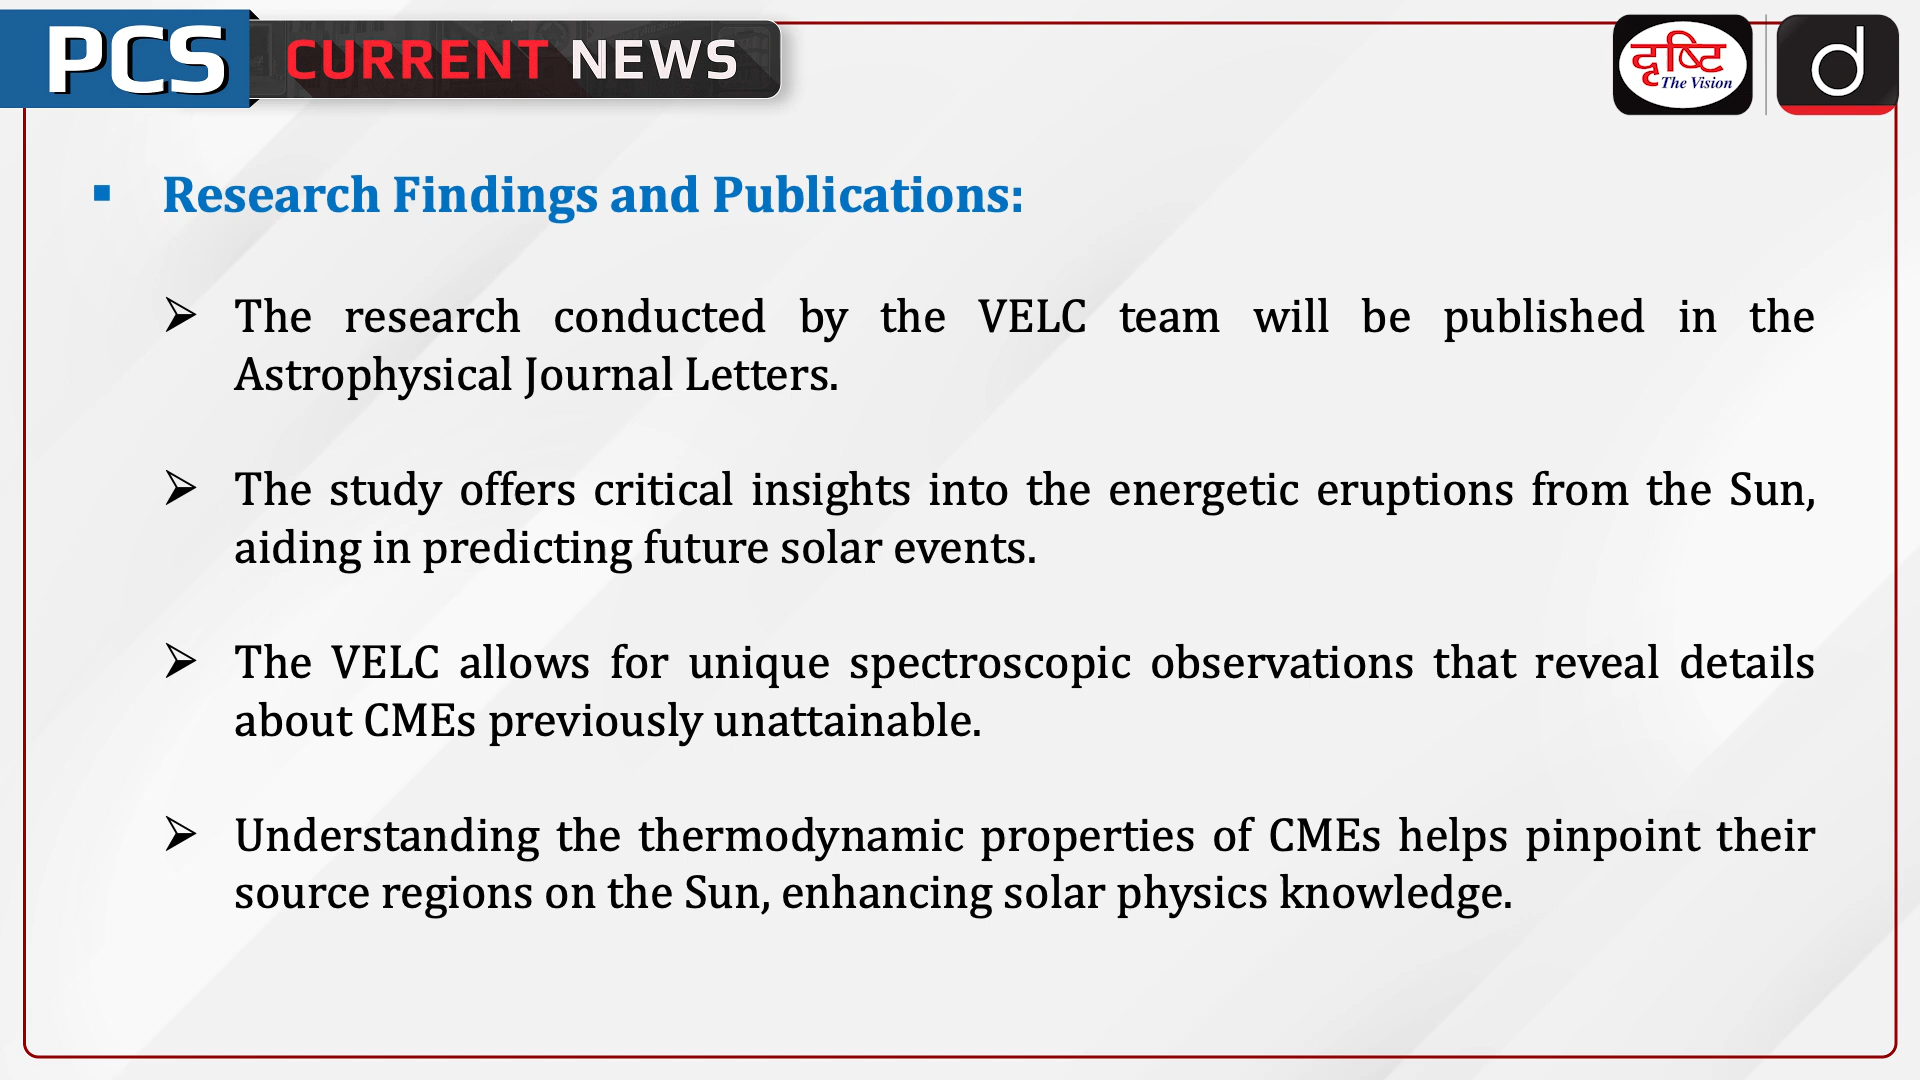 PCS CURRENT NEWS
दृष्टि
The Vision
d
▪ Research Findings and Publications:
➢ The research conducted by the VELC team will be published in the
Astrophysical Journal Letters.
➢ The study offers critical insights into the energetic eruptions from the Sun,
aiding in predicting future solar events.
➢ The VELC allows for unique spectroscopic observations that reveal details
about CMEs previously unattainable.
➢ Understanding the thermodynamic properties of CMEs helps pinpoint their
source regions on the Sun, enhancing solar physics knowledge.